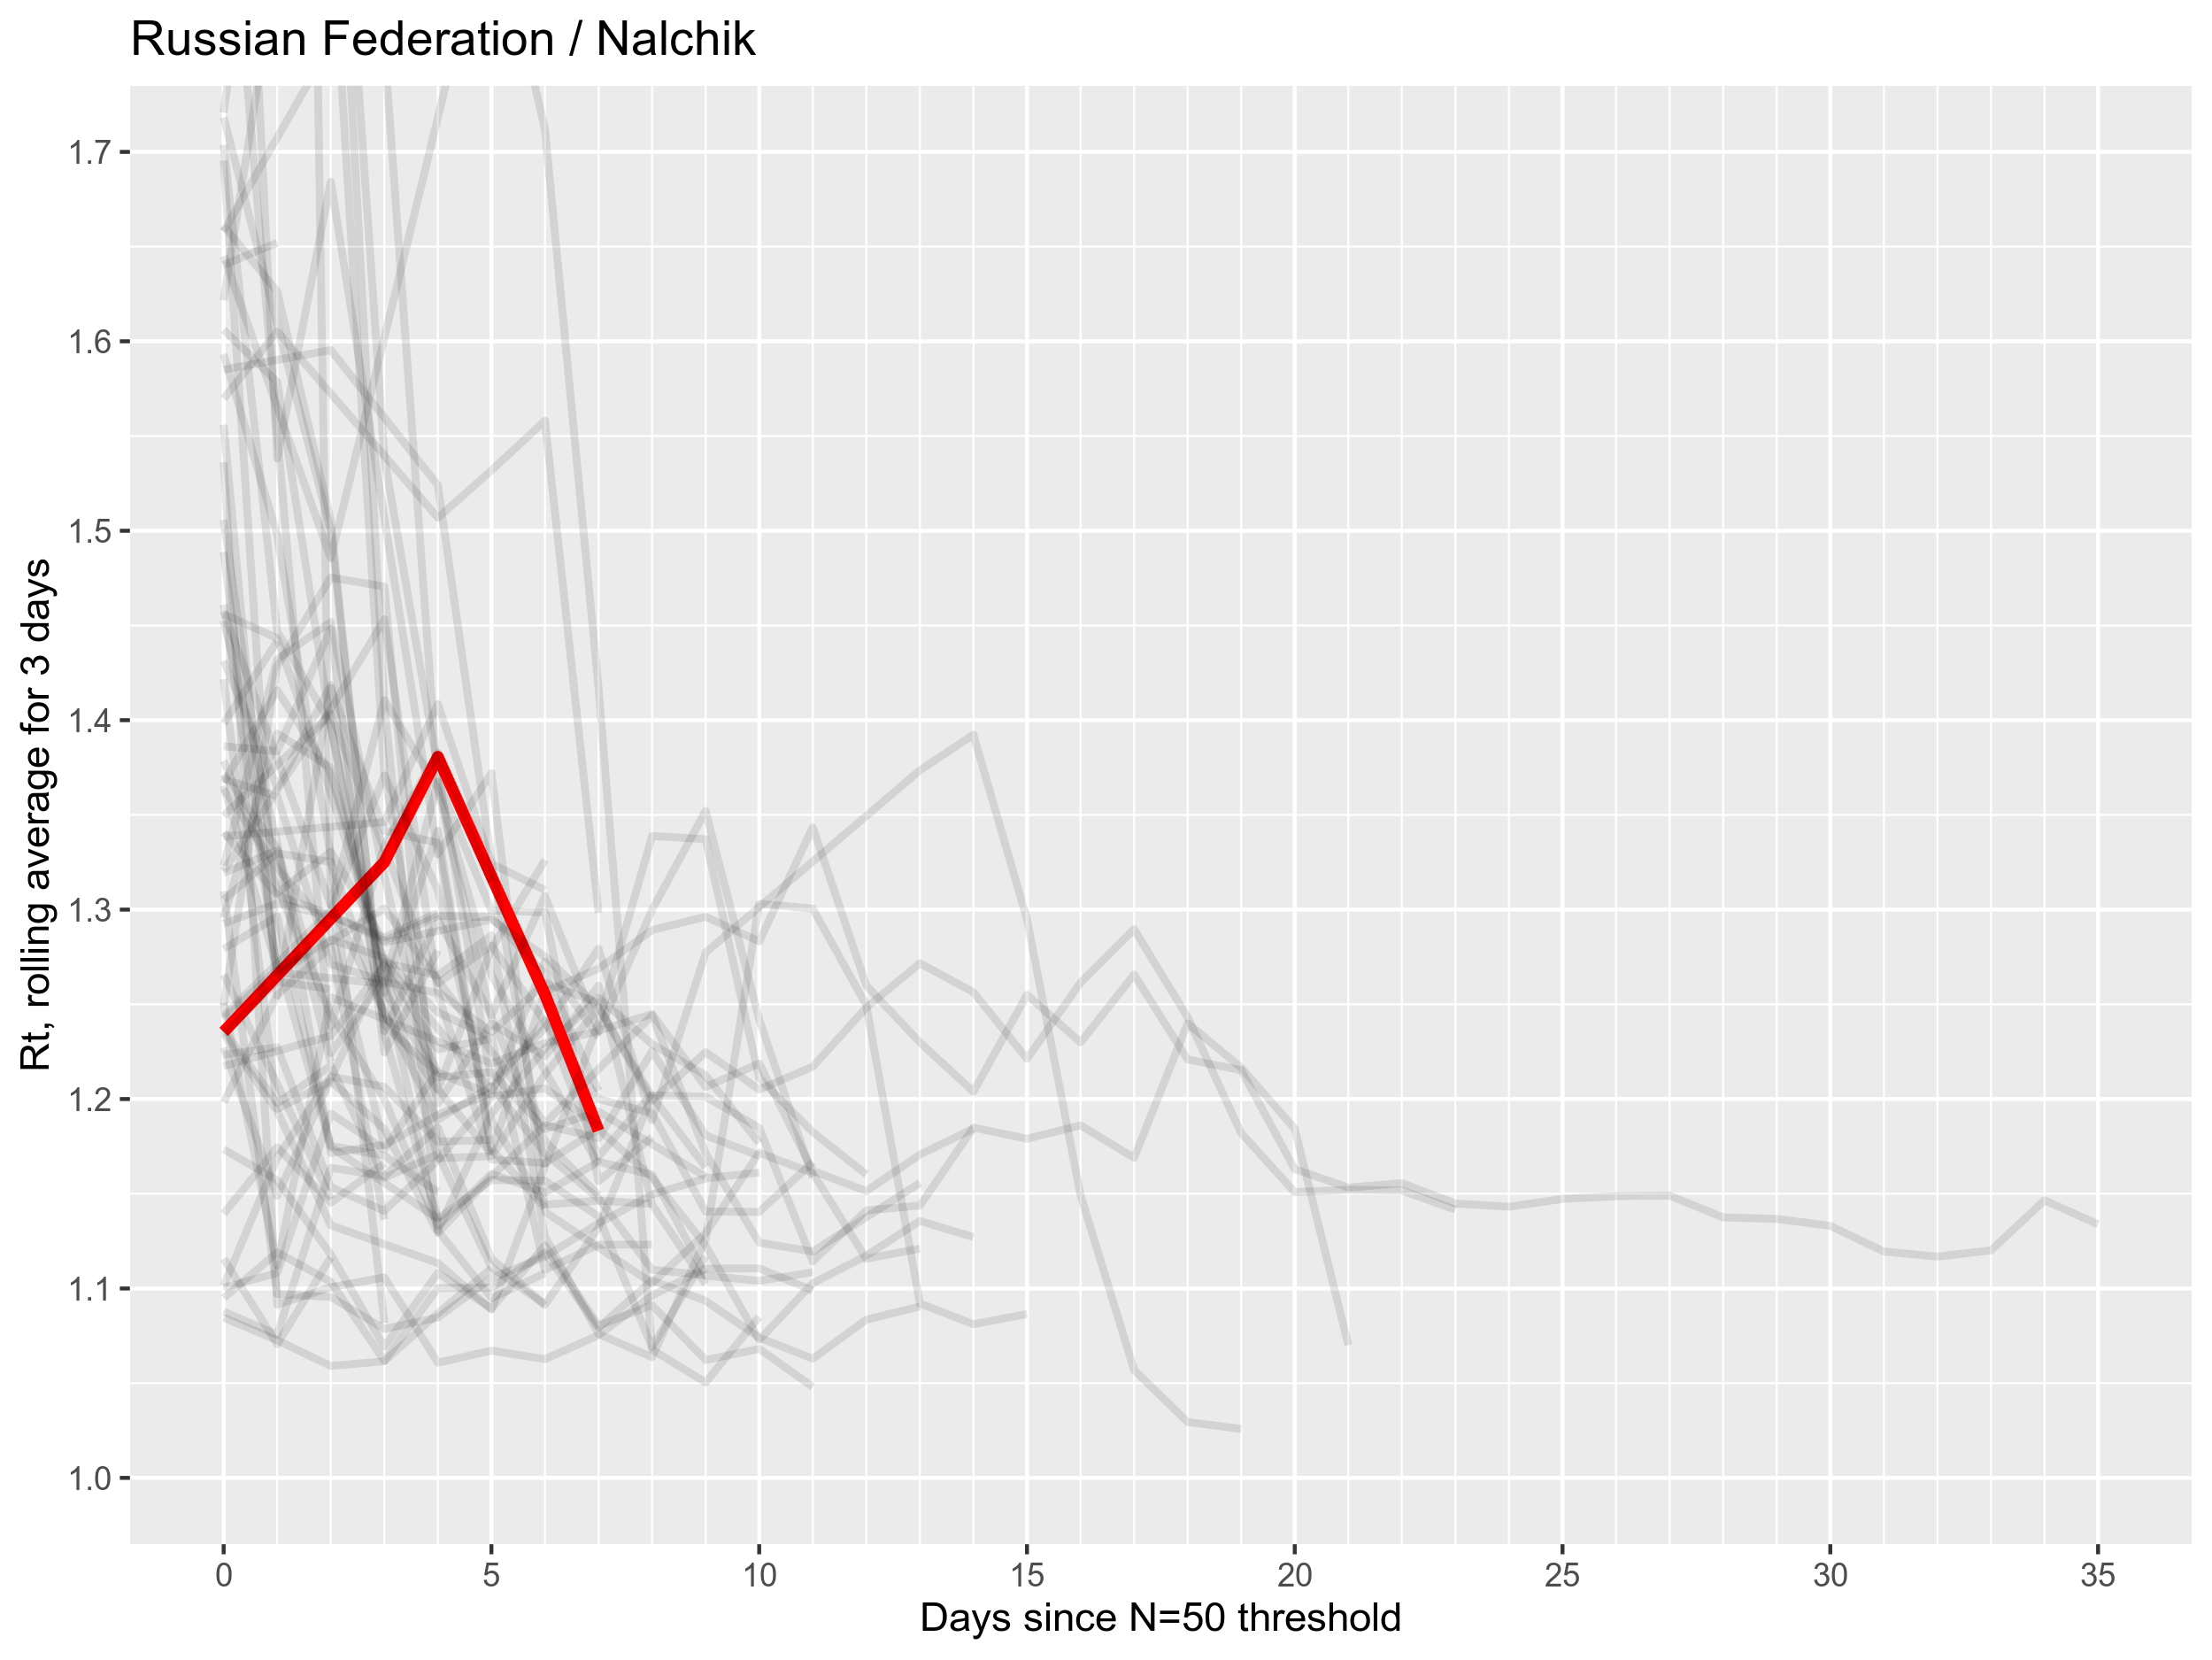 Russian Federation / Nalchik
Rt, rolling average for 3 days
1.7
1.6
1.5
1.4
1.3
1.2
1.1
1.0
0 5 10 15 20 25 30 35
Days since N=50 threshold